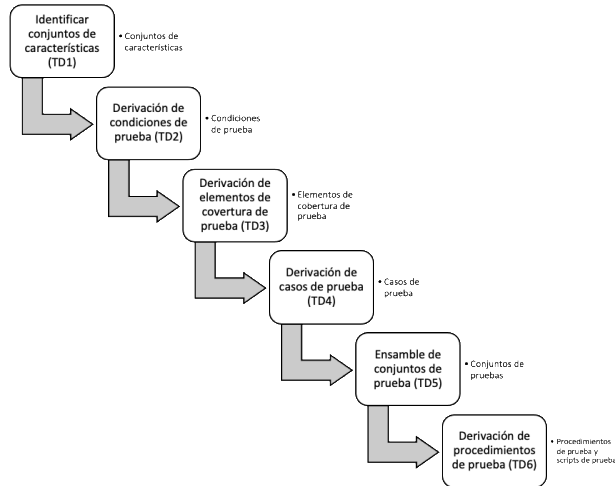 Identificar
conjuntos de
características
(TD1)
• Conjuntos de
características
Derivación de
condiciones de
prueba (TD2)
• Condiciones
de prueba
Derivación de
elementos de
covertura de
prueba (TD3)
• Elementos de
cobertura de
prueba
Derivación de
casos de prueba
(TD4)
• Casos de
prueba
Ensamble de
conjuntos de
prueba (TD5)
• Conjuntos de
pruebas
Derivación de
procedimientos
de prueba (TD6)
• Procedimientos
de prueba y
scripts de prueba